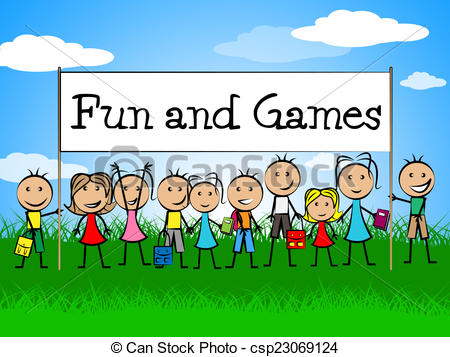 Fun and Games
© Can Stock Photo - csp23069124